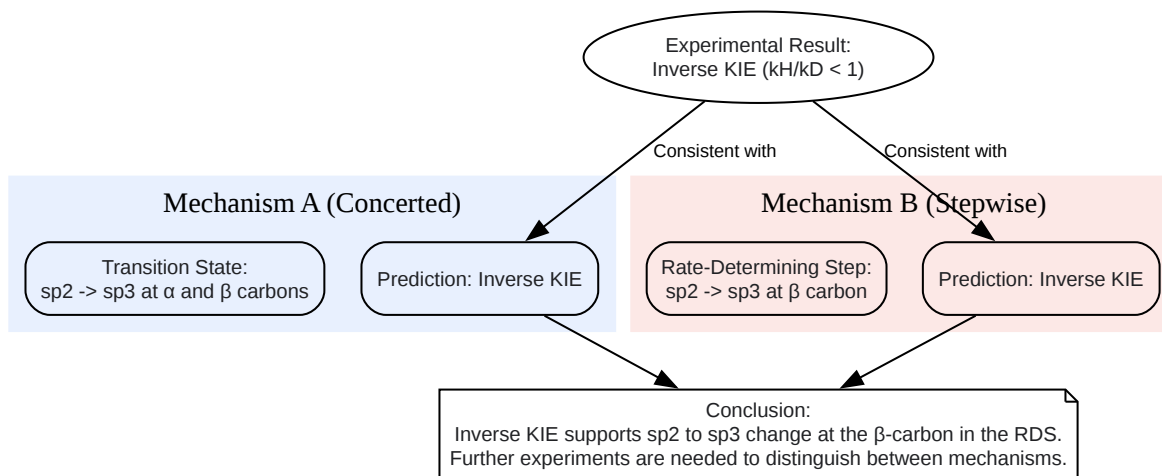 Experimental Result:
Inverse KIE (kH/kD < 1)
Consistent with
Consistent with
Mechanism A (Concerted)
Mechanism B (Stepwise)
Transition State:
sp2 -> sp3 at α and β carbons
Prediction: Inverse KIE
Rate-Determining Step:
sp2 -> sp3 at β carbon
Prediction: Inverse KIE
Conclusion:
Inverse KIE supports sp2 to sp3 change at the β-carbon in the RDS.
Further experiments are needed to distinguish between mechanisms.